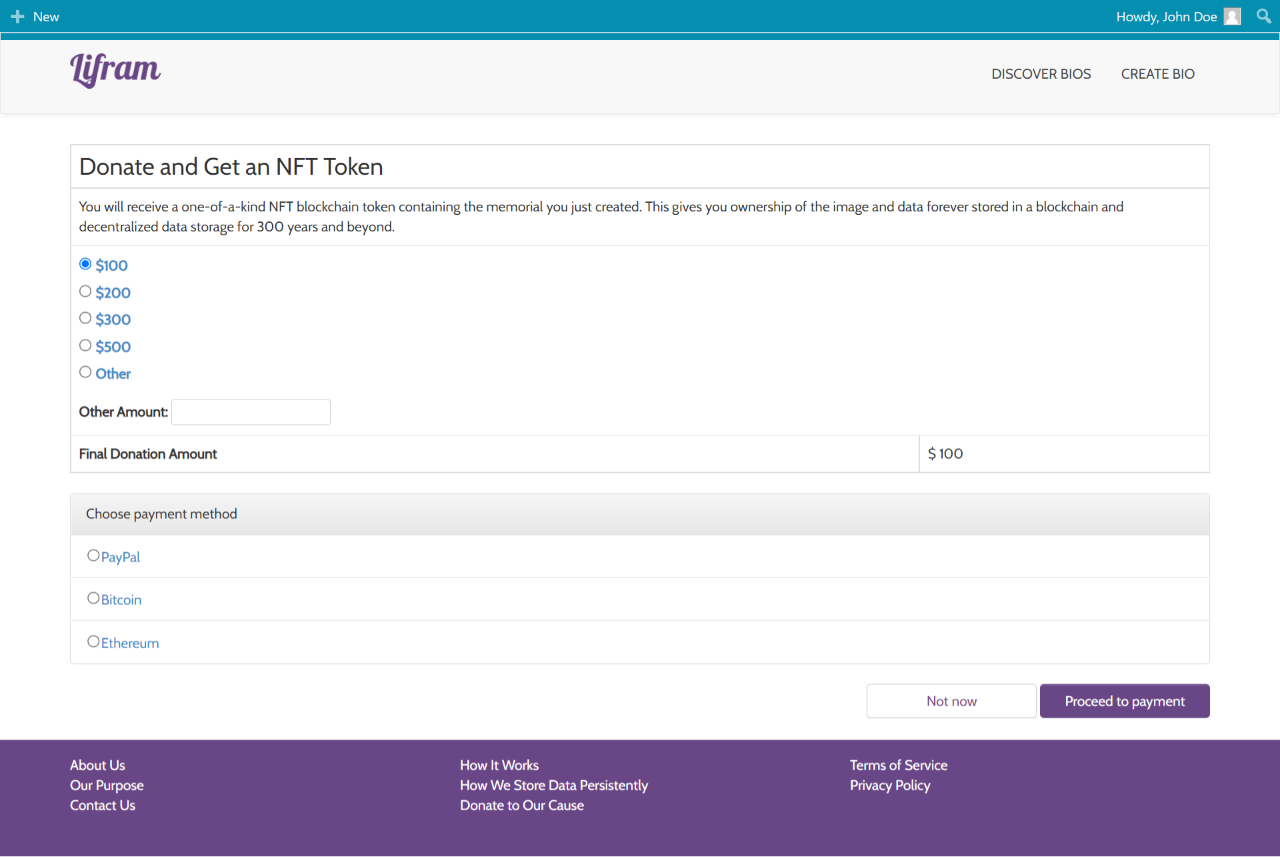 New
Howdy, John Doe
Lifram
DISCOVER BIOS
CREATE BIO
Donate and Get an NFT Token
You will receive a one-of-a-kind NFT blockchain token containing the memorial you just created. This gives you ownership of the image and data forever stored in a blockchain and
decentralized data storage for 300 years and beyond.
$100
$200
$300
$500
Other
Other Amount:
Final Donation Amount
$ 100
Choose payment method
PayPal
Bitcoin
Ethereum
Not now
Proceed to payment
About Us
Our Purpose
Contact Us
How It Works
How We Store Data Persistently
Donate to Our Cause
Terms of Service
Privacy Policy